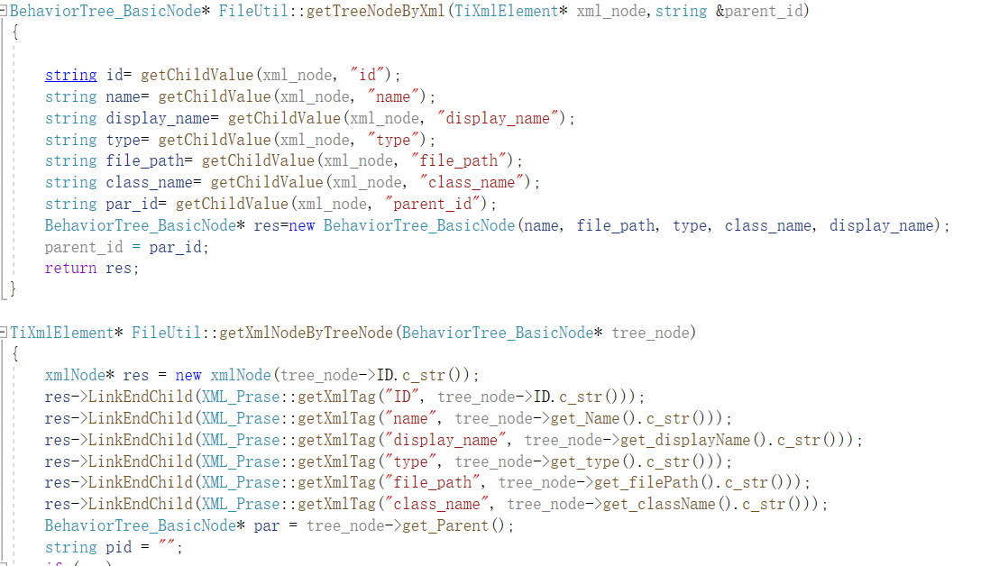 BehaviorTree_BasicNode* FileUtil::getTreeNodeByXml(TiXmlElement* xml_node,string &parent_id)
{
string id= getChildValue(xml_node, "id");
string name= getChildValue(xml_node, "name");
string display_name= getChildValue(xml_node, "display_name");
string type= getChildValue(xml_node, "type");
string file_path= getChildValue(xml_node, "file_path");
string class_name= getChildValue(xml_node, "class_name");
string par_id= getChildValue(xml_node, "parent_id");
BehaviorTree_BasicNode* res=new BehaviorTree_BasicNode(name, file_path, type, class_name, display_name);
parent_id = par_id;
return res;
}
TiXmlElement* FileUtil::getXmlNodeByTreeNode(BehaviorTree_BasicNode* tree_node)
{
xmlNode* res = new xmlNode(tree_node->ID.c_str());
res->LinkEndChild(XML_Prase::getXmlTag("ID", tree_node->ID.c_str()));
res->LinkEndChild(XML_Prase::getXmlTag("name", tree_node->get_Name().c_str()));
res->LinkEndChild(XML_Prase::getXmlTag("display_name", tree_node->get_displayName().c_str()));
res->LinkEndChild(XML_Prase::getXmlTag("type", tree_node->get_type().c_str()));
res->LinkEndChild(XML_Prase::getXmlTag("file_path", tree_node->get_filePath().c_str()));
res->LinkEndChild(XML_Prase::getXmlTag("class_name", tree_node->get_className().c_str()));
BehaviorTree_BasicNode* par = tree_node->get_Parent();
string pid = "";